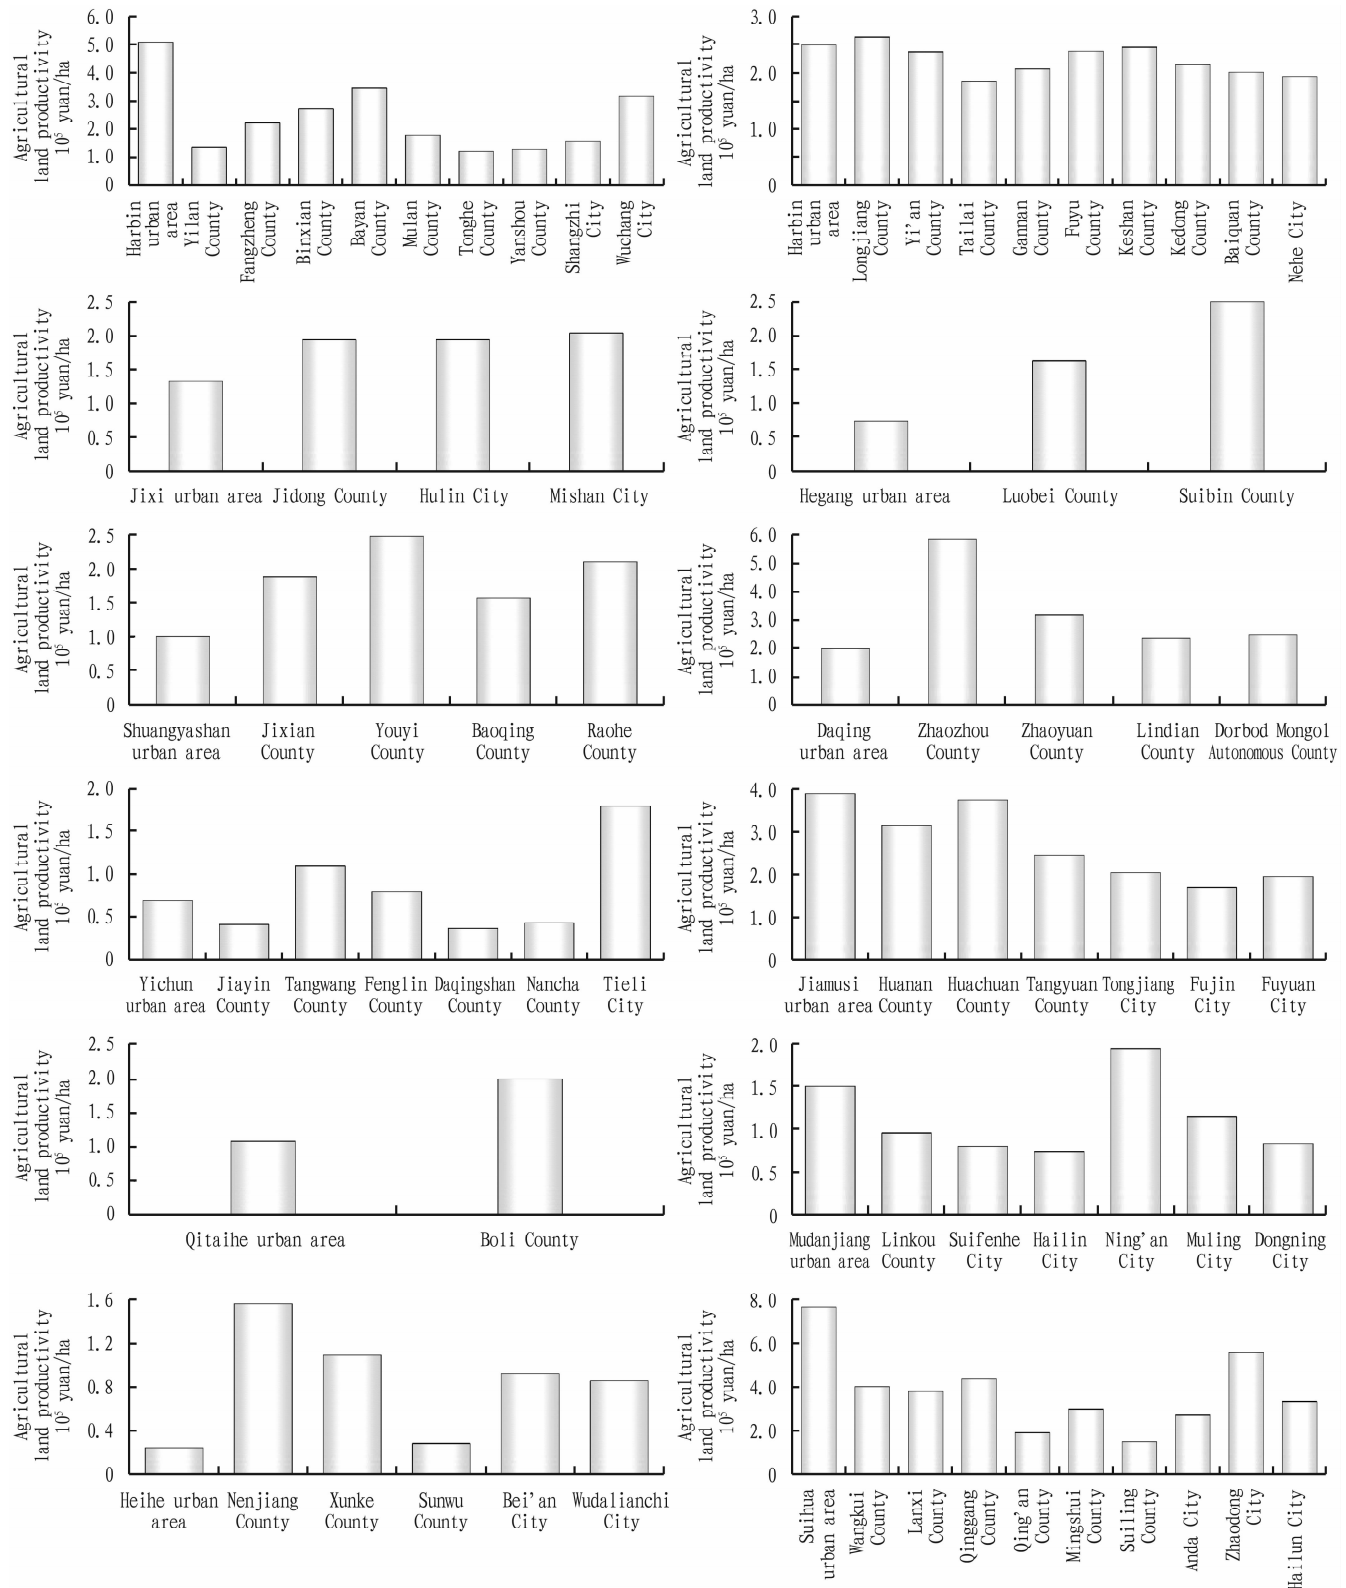 Agricultural
land productivity
10⁵ yuan/ha
6.0
5.0
4.0
3.0
2.0
1.0
0
Harbin
urban
area
Yilan
County
Fangzheng
County
Binxian
County
Bayan
County
Mulan
County
Tonghe
County
Yanshou
County
Shangzhi
City
Wuchang
City
Agricultural
land productivity
10⁵ yuan/ha
3.0
2.0
1.0
0
Harbin
urban
area
Longjiang
County
Yi'an
County
Tailai
County
Gannan
County
Fuyu
County
Keshan
County
Kedong
County
Baiquan
County
Nehe City
Agricultural
land productivity
10⁵ yuan/ha
2.5
2.0
1.5
1.0
0.5
0
Jixi urban area
Jidong County
Hulin City
Mishan City
Agricultural
land productivity
10⁵ yuan/ha
2.5
2.0
1.5
1.0
0.5
0
Hegang urban area
Luobei County
Suibin County
Agricultural
land productivity
10⁵ yuan/ha
2.5
2.0
1.5
1.0
0.5
0
Shuangyashan
urban area
Jixian
County
Youyi
County
Baoqing
County
Raohe
County
Agricultural
land productivity
10⁵ yuan/ha
6.0
5.0
4.0
3.0
2.0
1.0
0
Daqing
urban area
Zhaozhou
County
Zhaoyuan
County
Lindian
County
Dorbod Mongol
Autonomous County
Agricultural
land productivity
10⁵ yuan/ha
2.0
1.5
1.0
0.5
0
Yichun
urban area
Jiayin
County
Tangwang
County
Fenglin
County
Daqingshan
County
Nancha
County
Tieli
City
Agricultural
land productivity
10⁵ yuan/ha
4.0
3.0
2.0
1.0
0
Jiamusi
urban area
Huanan
County
Huachuan
County
Tangyuan
County
Tongjiang
City
Fujin
City
Fuyuan
City
Agricultural
land productivity
10⁵ yuan/ha
2.5
2.0
1.5
1.0
0.5
0
Qitaihe urban area
Boli County
Agricultural
land productivity
10⁵ yuan/ha
2.0
1.5
1.0
0.5
0
Mudanjiang
urban area
Linkou
County
Suifenhe
City
Hailin
City
Ning'an
City
Muling
City
Dongning
City
Agricultural
land productivity
10⁵ yuan/ha
1.6
1.2
0.8
0.4
0
Heihe urban
area
Nenjiang
County
Xunke
County
Sunwu
County
Bei'an
City
Wudalianchi
City
Agricultural
land productivity
10⁵ yuan/ha
8.0
6.0
4.0
2.0
0
Suihua
urban area
Wangkui
County
Lanxi
County
Qinggang
County
Qing'an
County
Mingshui
County
Suiling
County
Anda City
Zhaodong
City
Hailun City